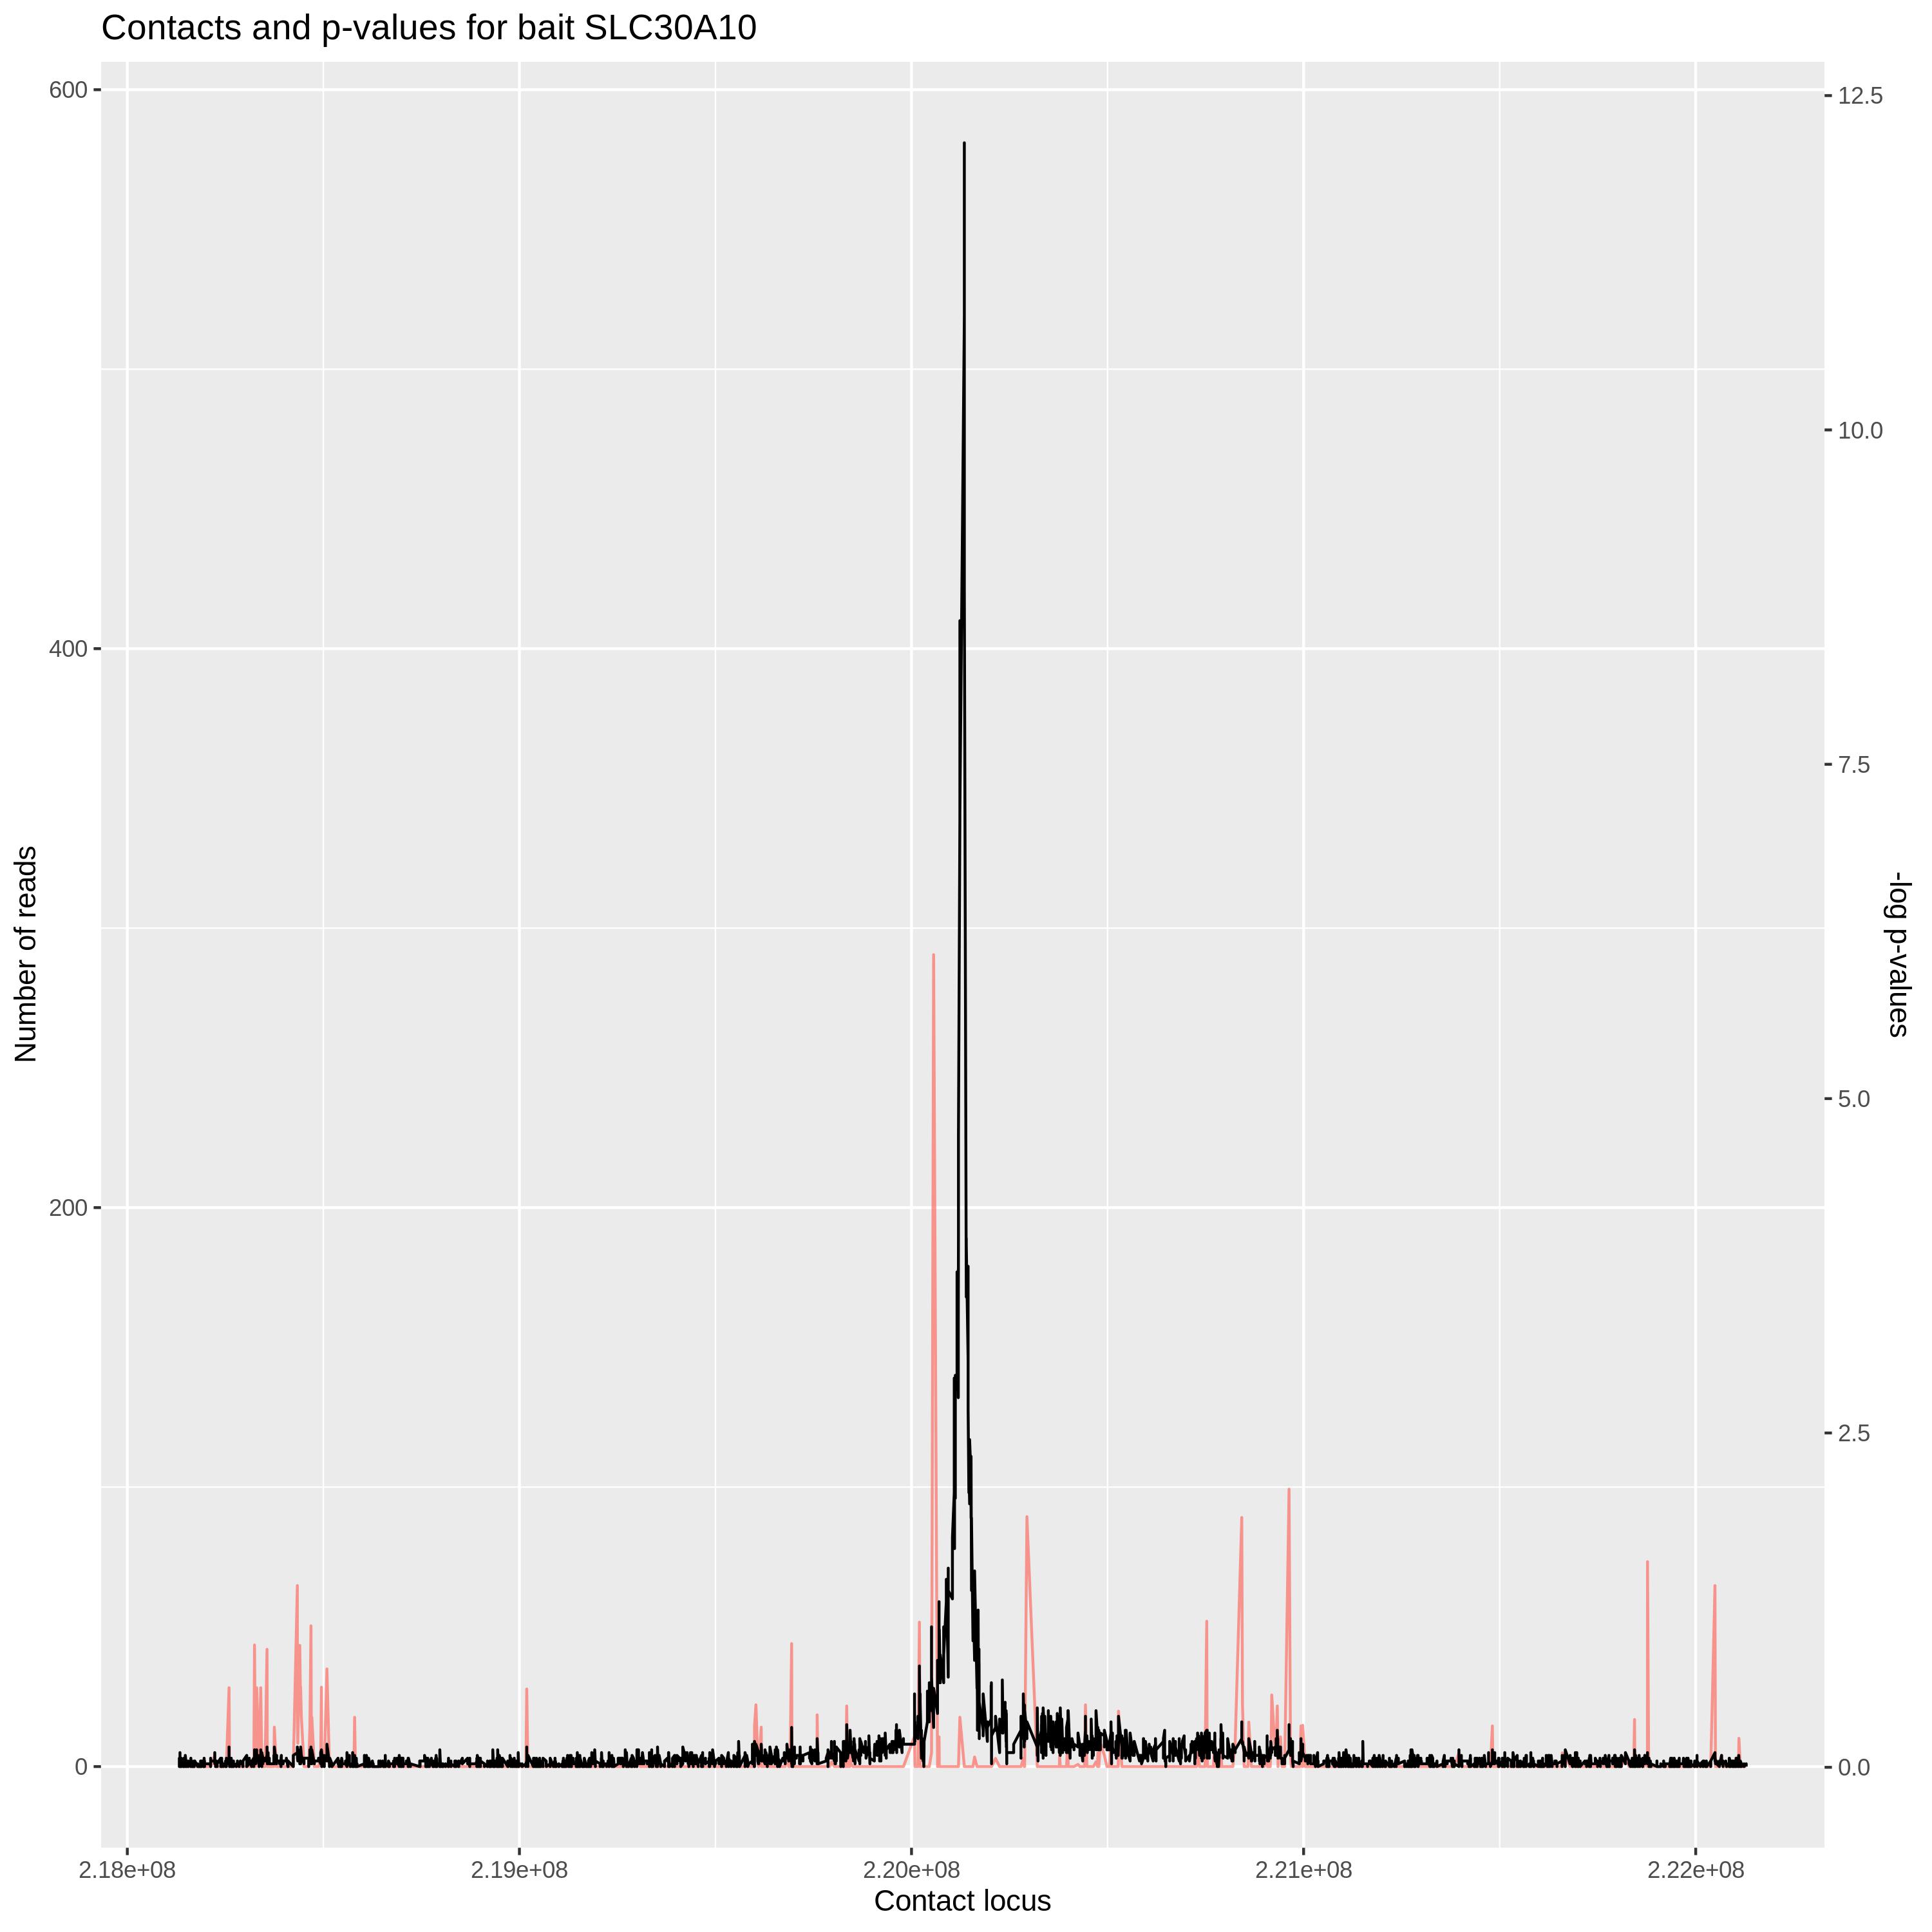 Contacts and p-values for bait SLC30A10
600
400
200
0
Number of reads
12.5
10.0
7.5
5.0
2.5
0.0
-log p-values
2.18e+08
2.19e+08
2.20e+08
2.21e+08
2.22e+08
Contact locus